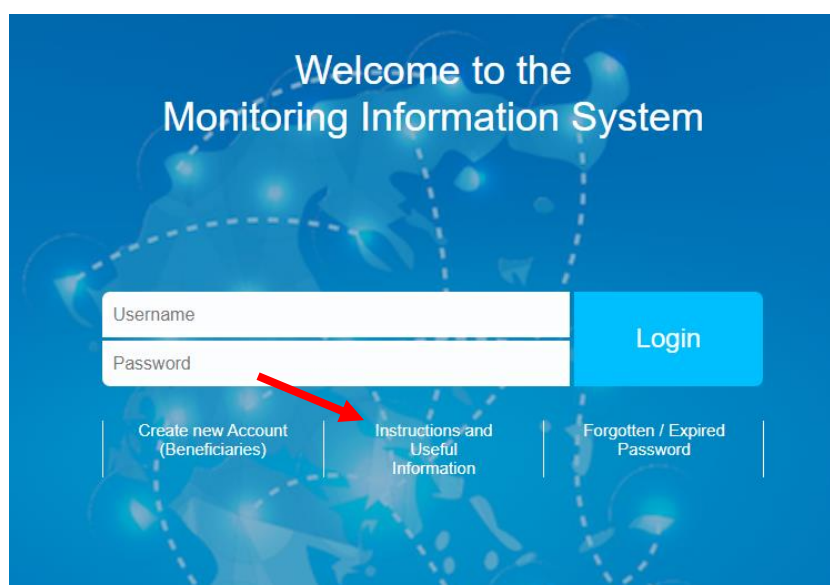 Welcome to the
Monitoring Information System
Username
Login
Password
Create new Account
(Beneficiaries)
Instructions and
Useful
Information
Forgotten / Expired
Password